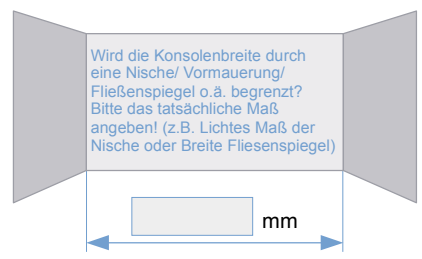 Wird die Konsolenbreite durch
eine Nische/ Vormauerung/
Fließenspiegel o.ä. begrenzt?
Bitte das tatsächliche Maß
angeben! (z.B. Lichtes Maß der
Nische oder Breite Fliesenspiegel)
mm